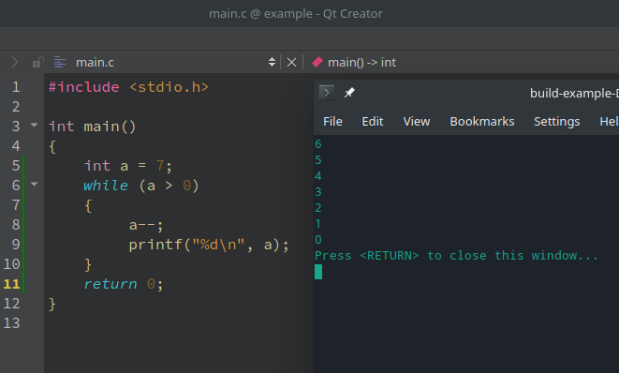 main.c @ example - Qt Creator
main.c
main() -> int
1 #include <stdio.h>
2
3 int main()
4 {
5     int a = 7;
6     while (a > 0)
7     {
8         a--;
9         printf("%d\n", a);
10     }
11     return 0;
12 }
13
build-example-
File Edit View Bookmarks Settings
6
5
4
3
2
1
0
Press <RETURN> to close this window...